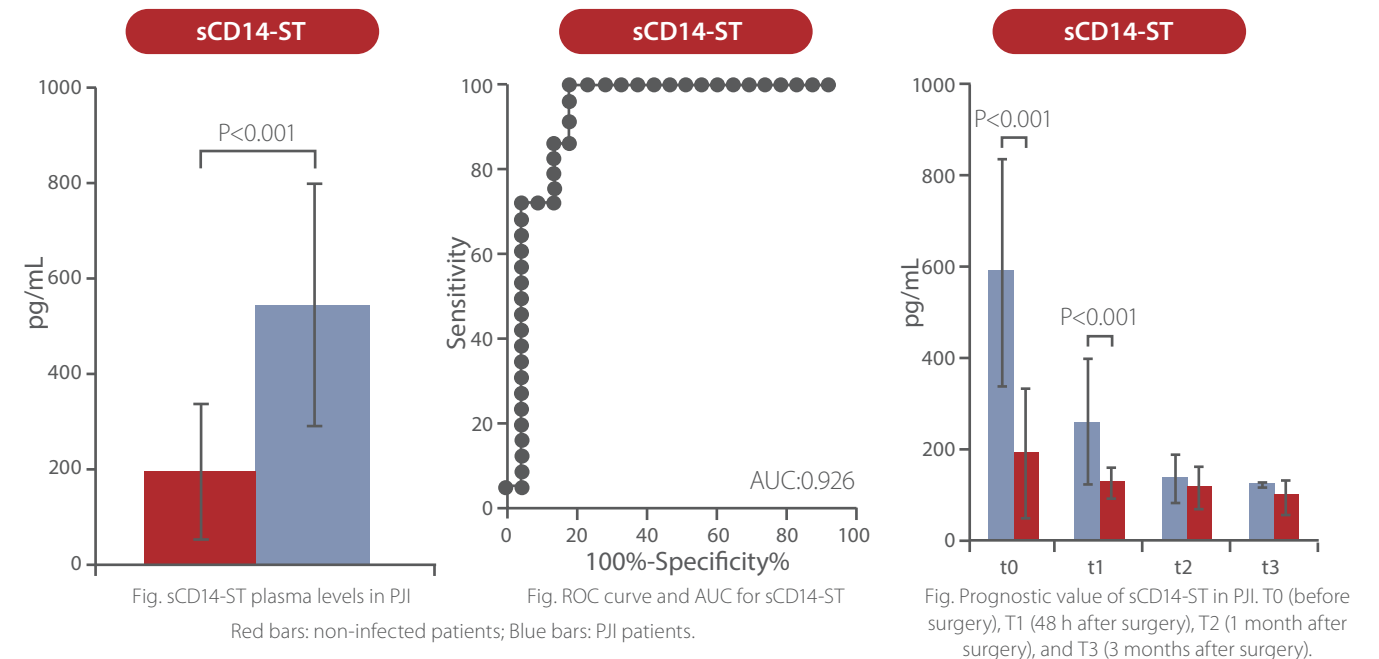 sCD14-ST
1000
800
600
400
200
0
pg/mL
P<0.001
Fig. sCD14-ST plasma levels in PJI
sCD14-ST
100
80
60
40
20
0
Sensitivity
AUC:0.926
0 20 40 60 80 100
100%-Specificity%
Fig. ROC curve and AUC for sCD14-ST
Red bars: non-infected patients; Blue bars: PJI patients.
sCD14-ST
1000
800
600
400
200
0
pg/mL
P<0.001
P<0.001
t0 t1 t2 t3
Fig. Prognostic value of sCD14-ST in PJI. T0 (before
surgery), T1 (48 h after surgery), T2 (1 month after
surgery), and T3 (3 months after surgery).